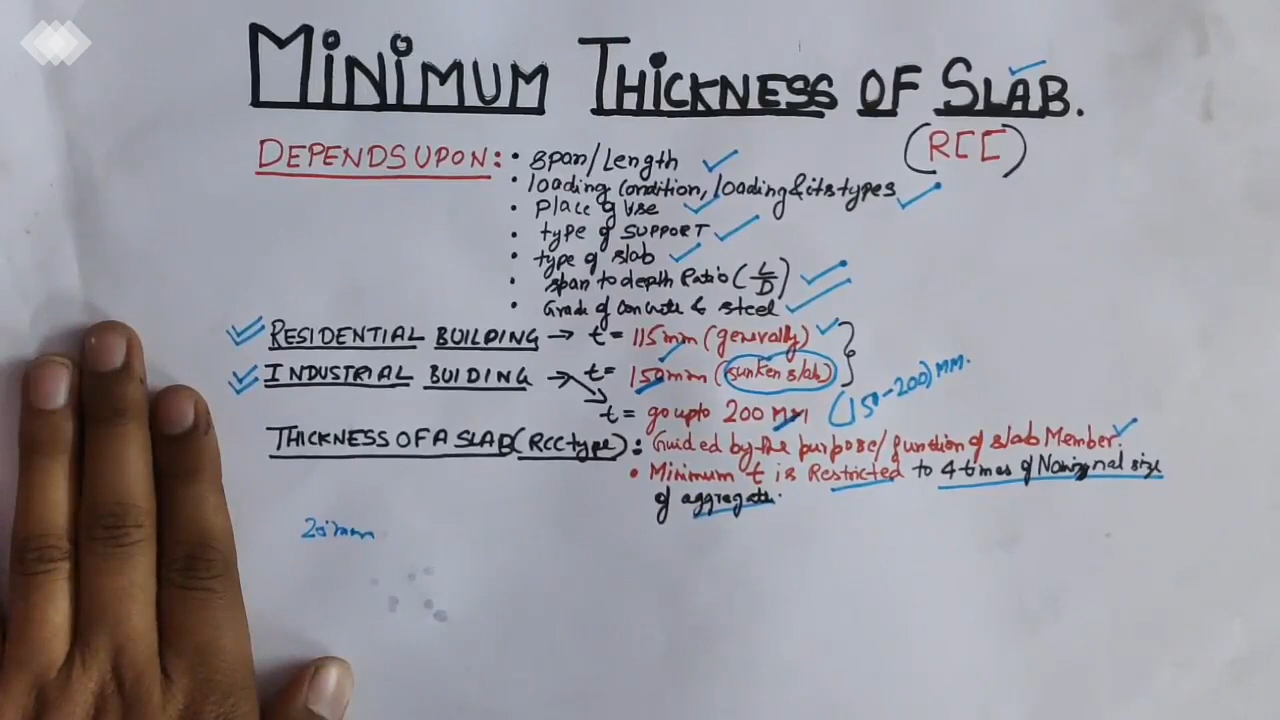 MINIMUM THICKNESS OF SLAB.
(RCC)
DEPENDS UPON:
• span/Length
• loading Condition, loading & its types
• Place of Use
• type of SUPPORT
• type of slab
• span to depth Ratio (L/D)
• Grade of Concrete & steel
RESIDENTIAL BUILDING → t = 115mm (generally)
INDUSTRIAL BUIDING → t = 150mm (sunken slab)
t = go upto 200 mm (150-200) MM.
THICKNESS OF A SLAB (RCC type): • Guided by the purpose/function of slab Member.
• Minimum t is Restricted to 4 times of Nominal size
of aggregate.
20mm